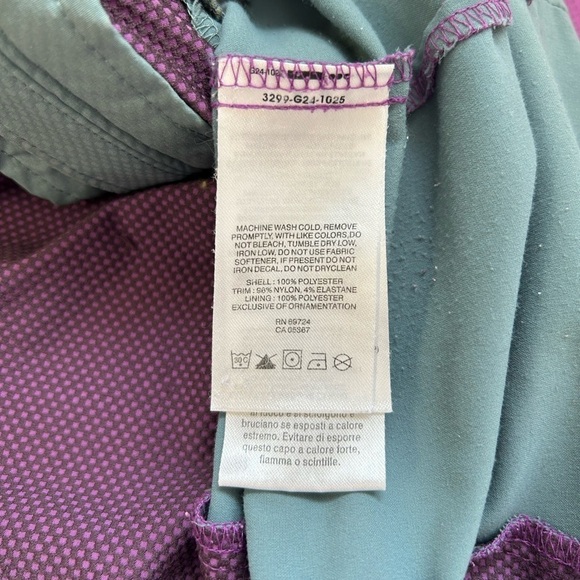 3299-G24-1025
MACHINE WASH COLD, REMOVE
PROMPTLY, WITH LIKE COLORS,DO
NOT BLEACH, TUMBLE DRY LOW,
IRON LOW, DO NOT USE FABRIC
SOFTENER, IF PRESENT DO NOT
IRON DECAL, DO NOT DRYCLEAN
SHELL : 100% POLYESTER
TRIM : 96% NYLON, 4% ELASTANE
LINING : 100% POLYESTER
EXCLUSIVE OF ORNAMENTATION
RN 69724
CA 05367
30 C
si sciolgono e
bruciano se esposti a calore
estremo. Evitare di esporre
questo capo a calore forte,
fiamma o scintille.